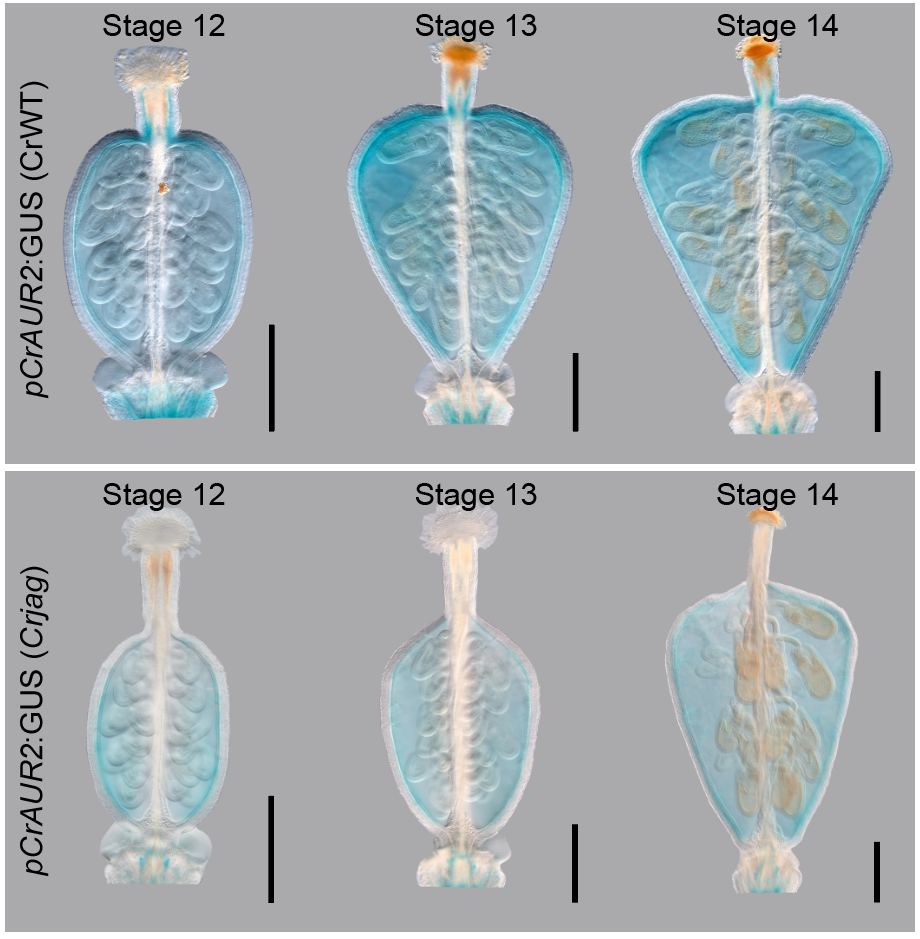 Stage 12
Stage 13
Stage 14
pCrAUR2:GUS (CrWT)
Stage 12
Stage 13
Stage 14
pCrAUR2:GUS (Crjag)